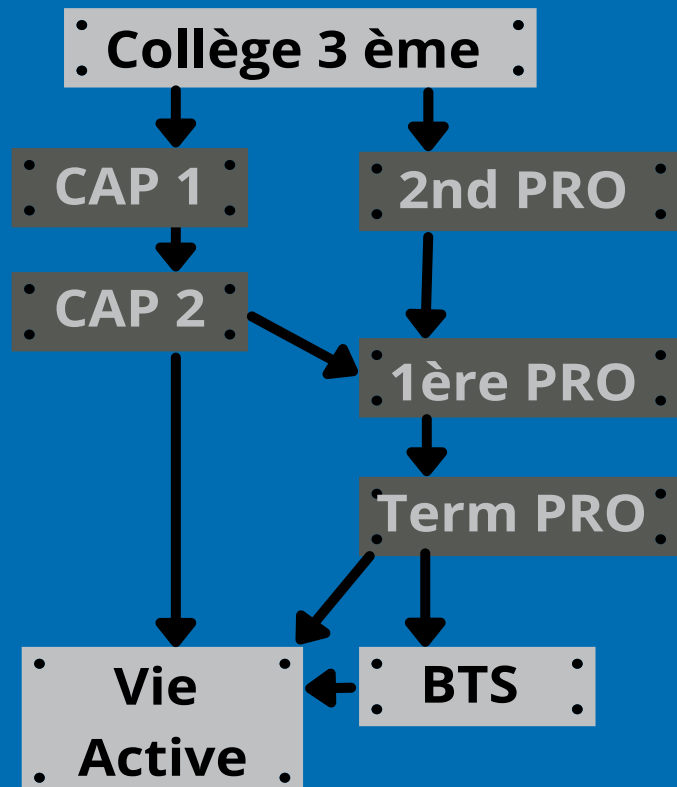 Collège 3 ème
CAP 1
2nd PRO
CAP 2
1ère PRO
Term PRO
Vie
Active
BTS